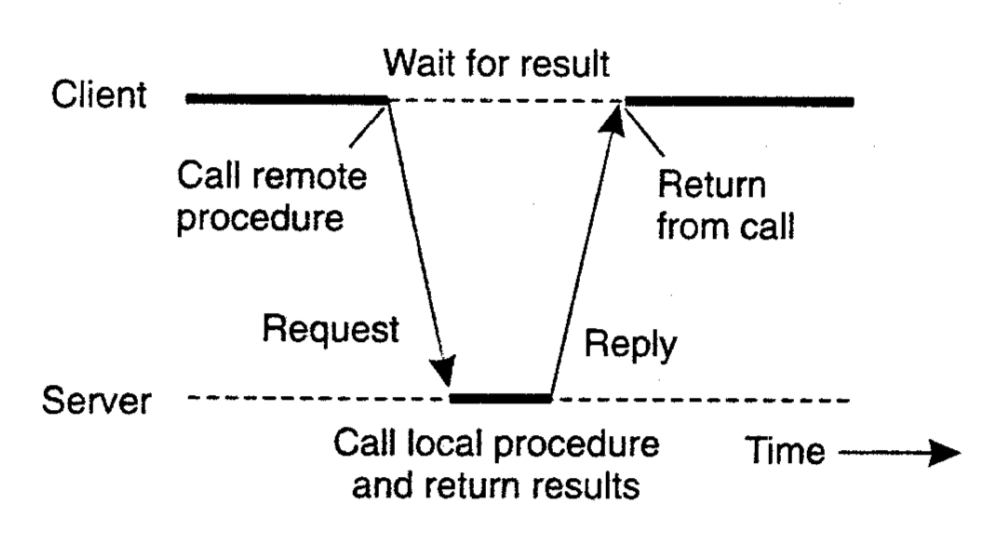 Wait for result
Client
Call remote
procedure
Return
from call
Request
Reply
Server
Call local procedure
and return results
Time